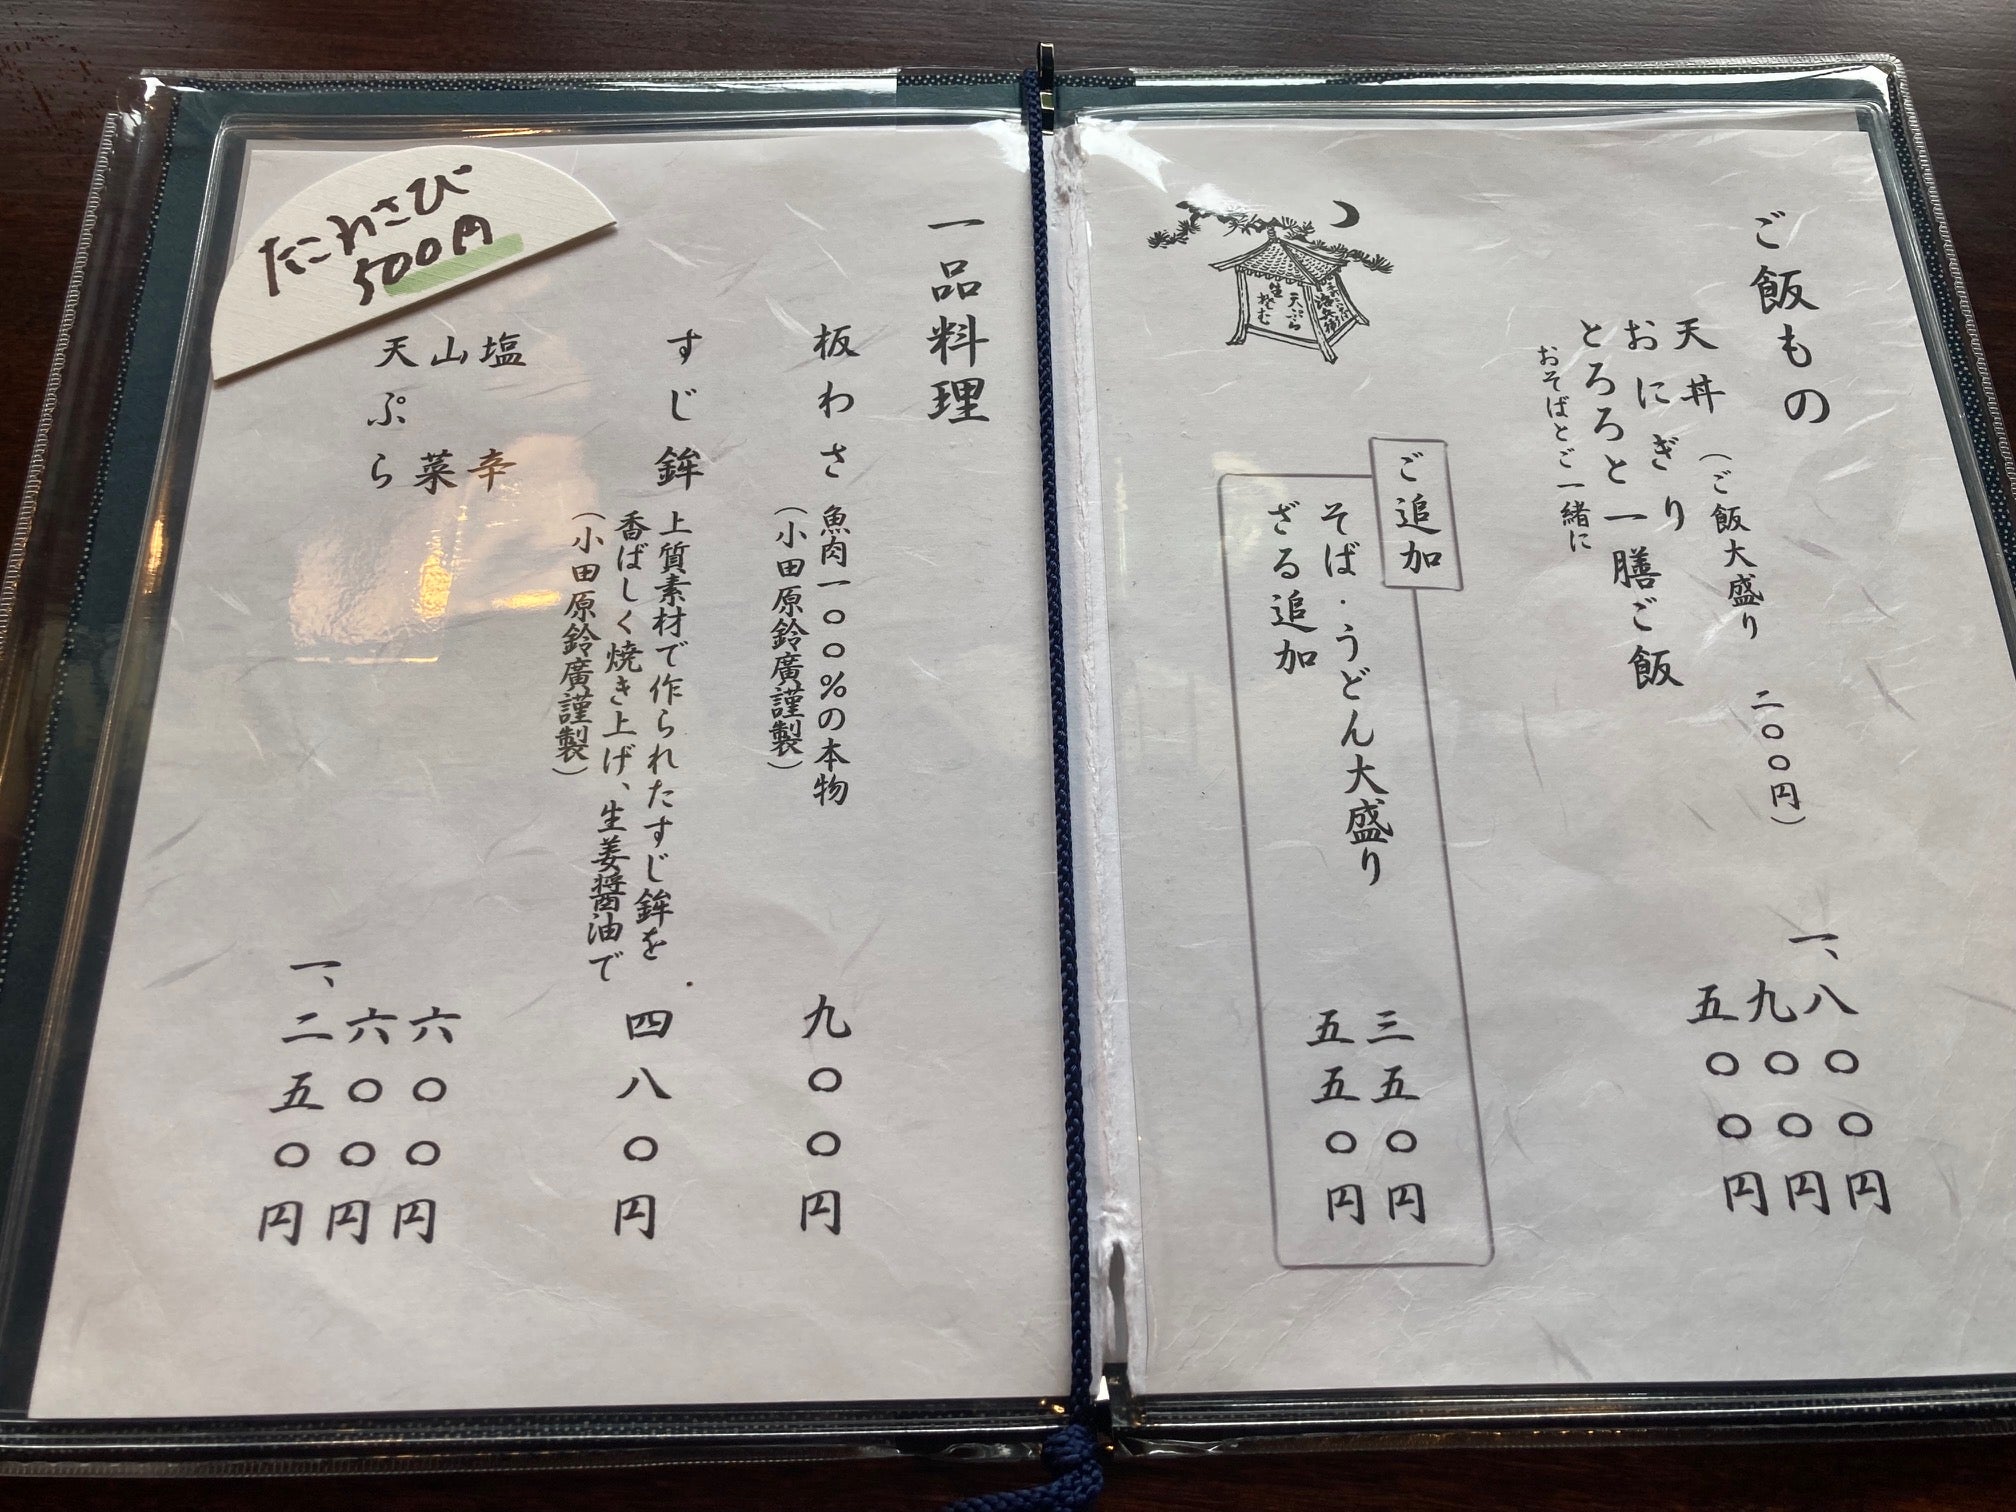 ご飯もの
天丼（ご飯大盛り 二〇〇円） 一、八〇〇円
おにぎり 九〇〇円
とろろと一膳ご飯 五〇〇円
おそばとご一緒に
ご追加
そば・うどん大盛り 三五〇円
ざる追加 五五〇円
天ぷら
生そむ
一品料理
板わさ 魚肉一〇〇%の本物 九〇〇円
（小田原鈴廣謹製）
すじ鉾 上質素材で作られたすじ鉾を 四八〇円
香ばしく焼き上げ、生姜醤油で
（小田原鈴廣謹製）
塩辛 六〇〇円
山菜 六〇〇円
天ぷら 一、二五〇円
たこわさび
500円